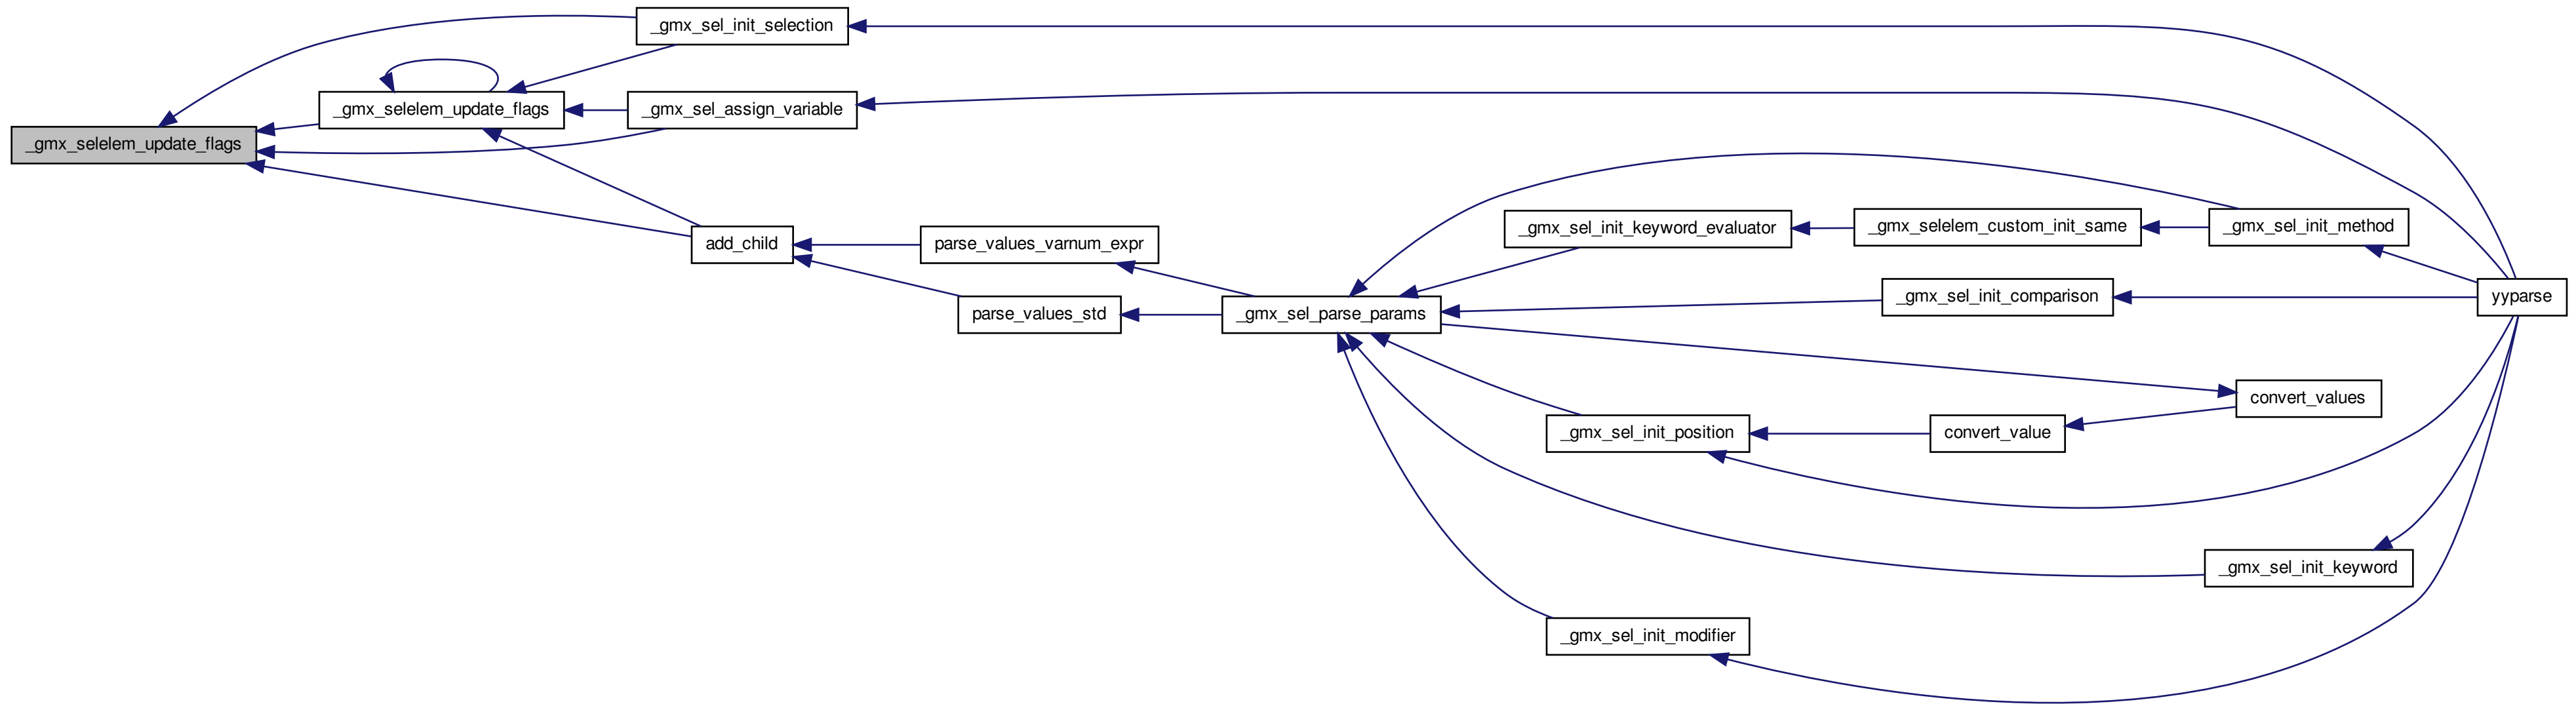 _gmx_sel_init_selection
_gmx_selelem_update_flags
_gmx_sel_assign_variable
_gmx_selelem_update_flags
add_child
parse_values_varnum_expr
parse_values_std
_gmx_sel_parse_params
_gmx_sel_init_keyword_evaluator
_gmx_selelem_custom_init_same
_gmx_sel_init_method
_gmx_sel_init_comparison
yyparse
convert_values
_gmx_sel_init_position
convert_value
_gmx_sel_init_keyword
_gmx_sel_init_modifier